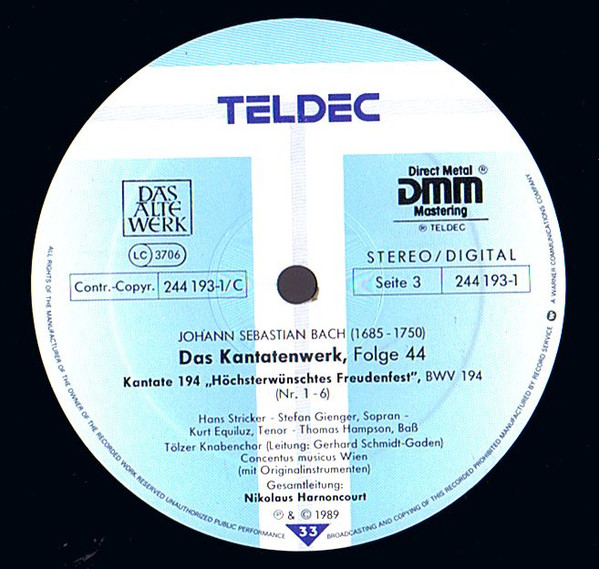 TELDEC
DAS
ALTE
WERK
LC 3706
Contr.-Copyr. 244 193-1/C
Direct Metal ®
DMM
Mastering
® TELDEC
STEREO/DIGITAL
Seite 3 244 193-1
JOHANN SEBASTIAN BACH (1685-1750)
Das Kantatenwerk, Folge 44
Kantate 194 „Höchsterwünschtes Freudenfest", BWV 194
(Nr. 1-6)
Hans Stricker - Stefan Gienger, Sopran -
Kurt Equiluz, Tenor - Thomas Hampson, Baß
Tölzer Knabenchor (Leitung: Gerhard Schmidt-Gaden)
Concentus musicus Wien
(mit Originalinstrumenten)
Gesamtleitung:
Nikolaus Harnoncourt
℗ & © 1989
33
ALL RIGHTS OF THE MANUFACTURER AND OF THE OWNER OF THE RECORDED WORK RESERVED UNAUTHORIZED PUBLIC PERFORMANCE BROADCASTING AND COPYING OF THIS RECORD PROHIBITED MANUFACTURED BY RECORD SERVICE A WARNER COMMUNICATIONS COMPANY